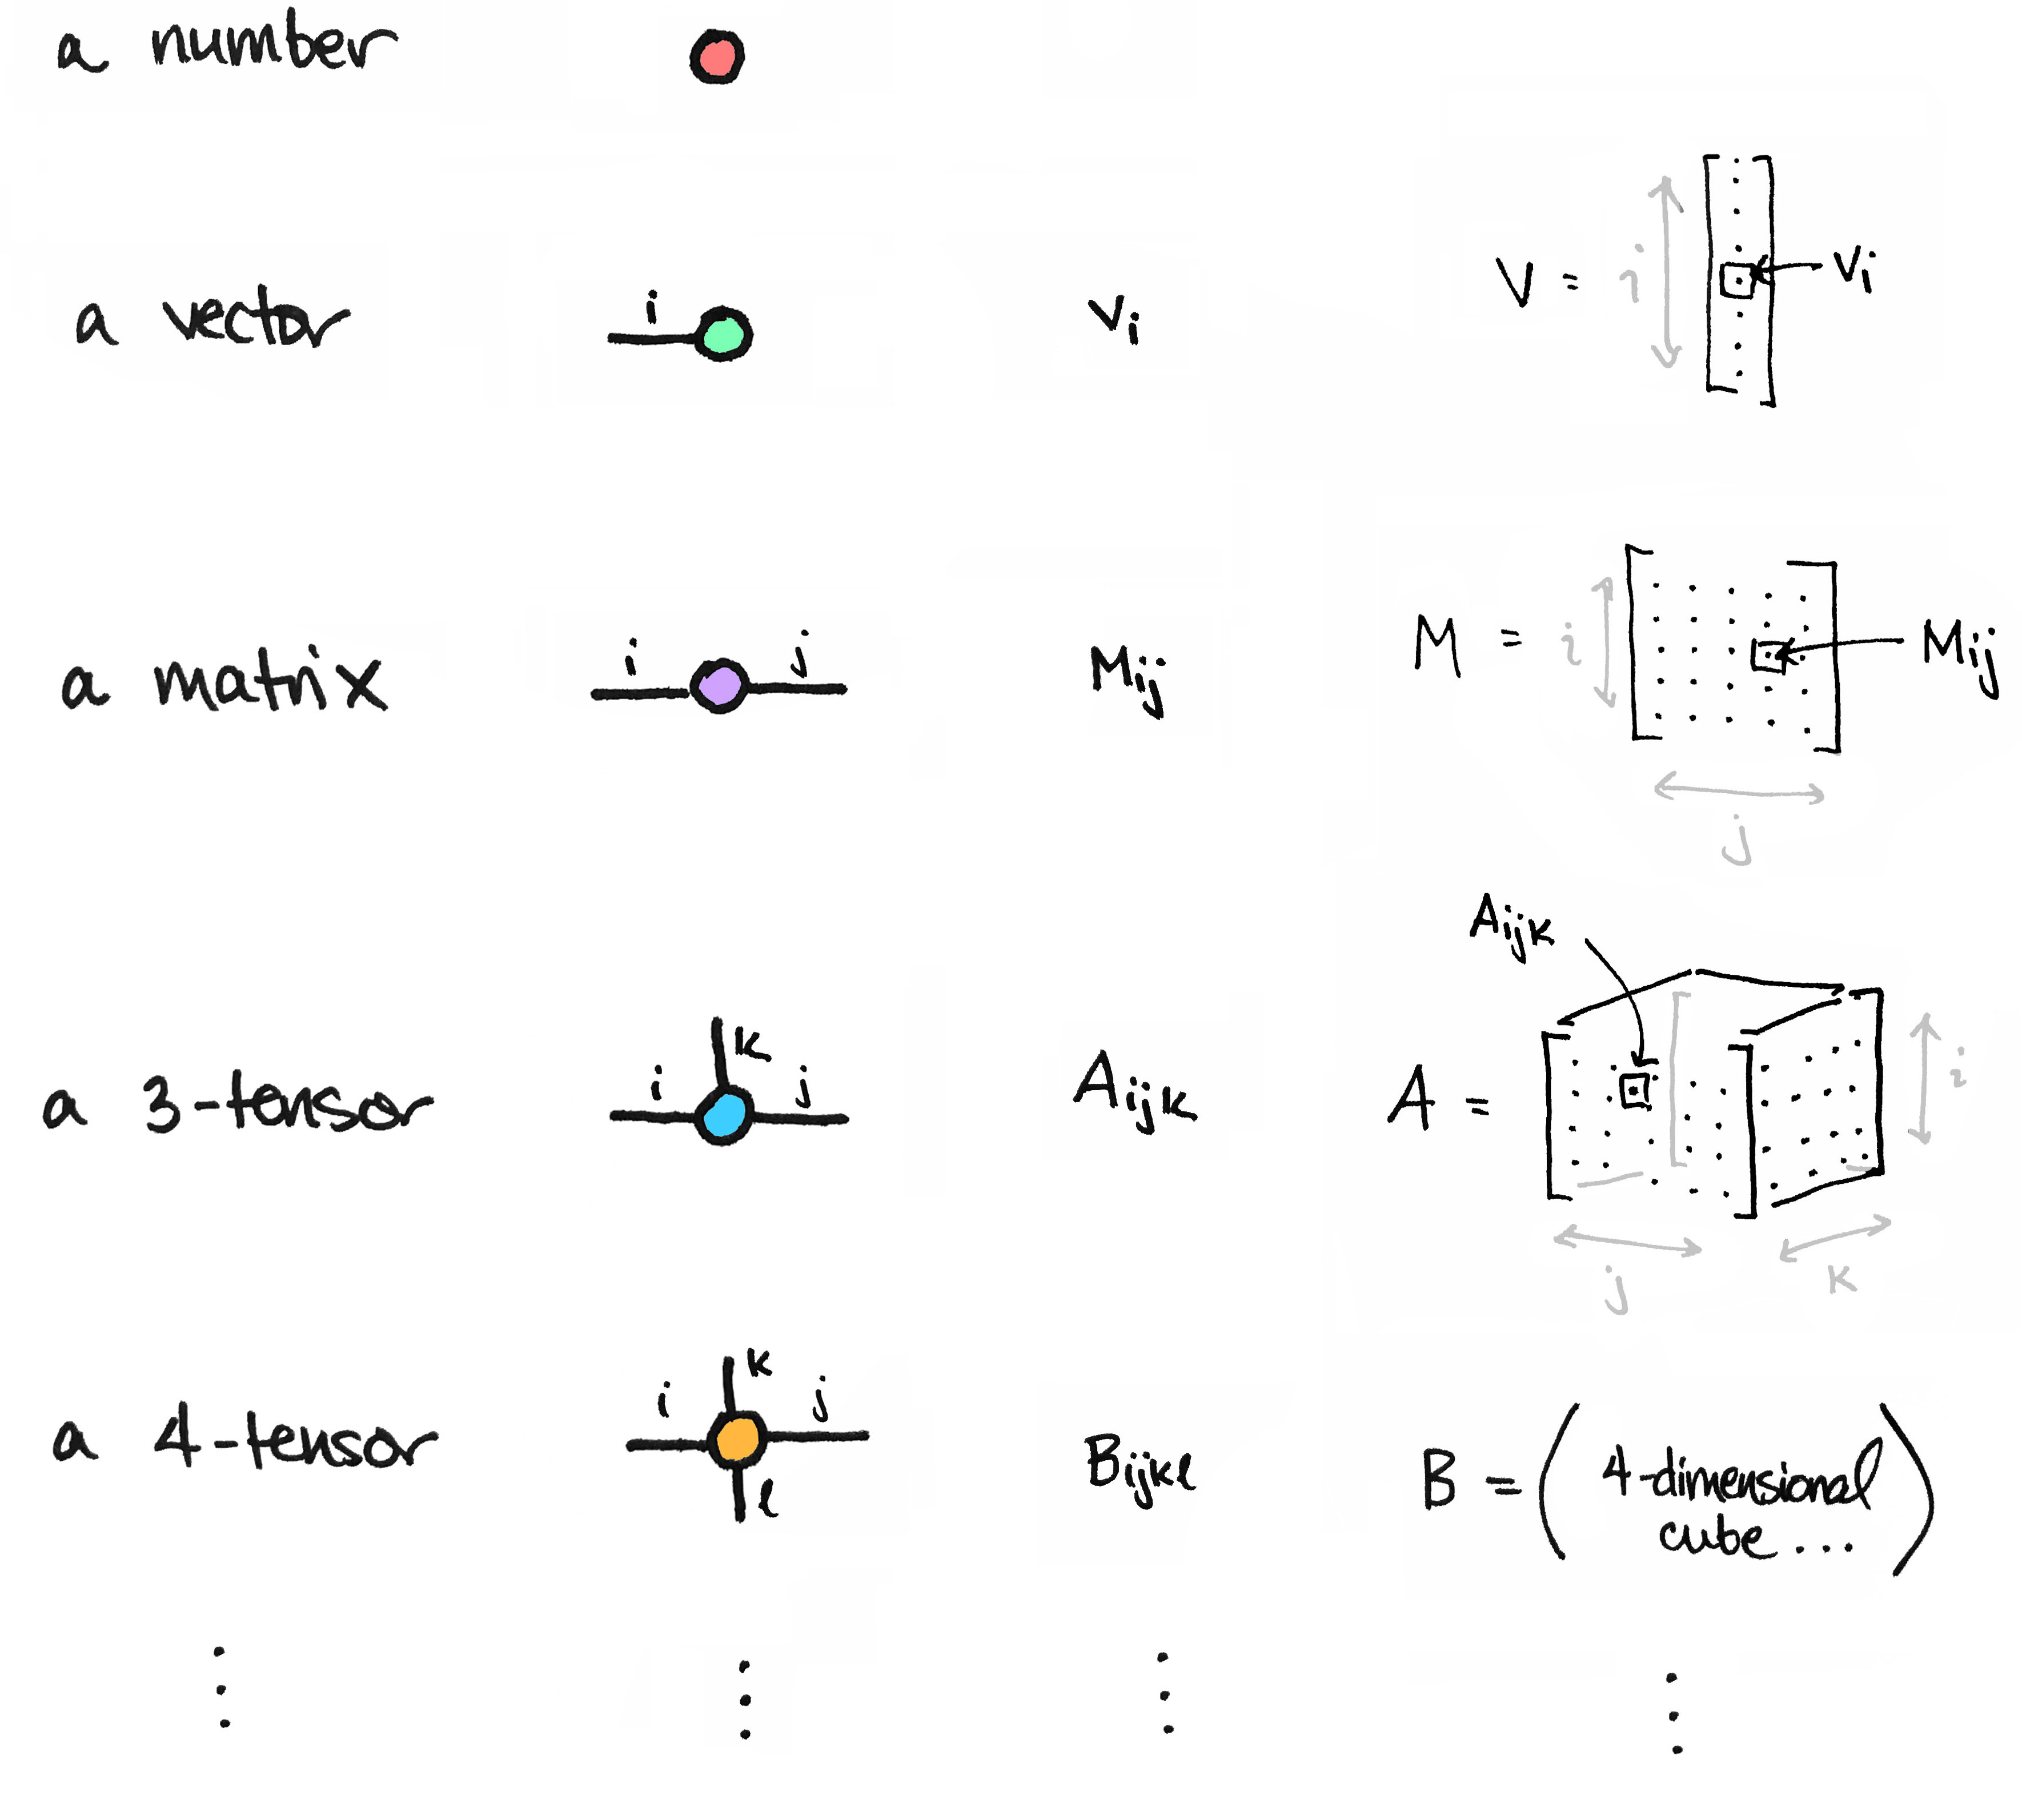 a number
a vector
i
Vi
V =
i
Vi
a matrix
i
j
Mij
M =
i
Mij
j
Aijk
a 3-tensor
i
k
j
Aijk
A =
i
j
k
a 4-tensor
i
k
j
l
Bijkl
B = ( 4-dimensional
cube ... )